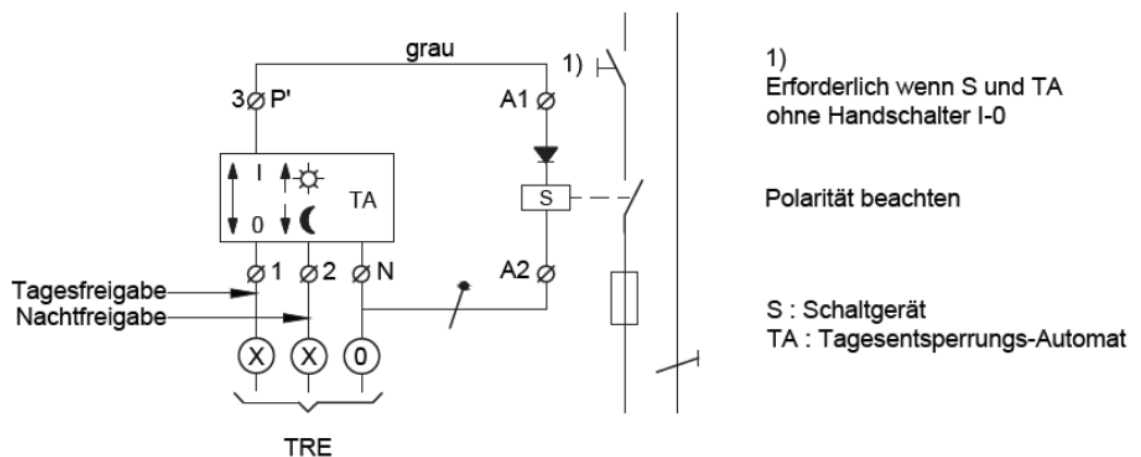 grau
1)
3 P'
A1
1)
Erforderlich wenn S und TA
ohne Handschalter I-0
I
TA
0
S
Polarität beachten
1 2 N
A2
Tagesfreigabe
Nachtfreigabe
S : Schaltgerät
TA : Tagesentsperrungs-Automat
X X 0
TRE